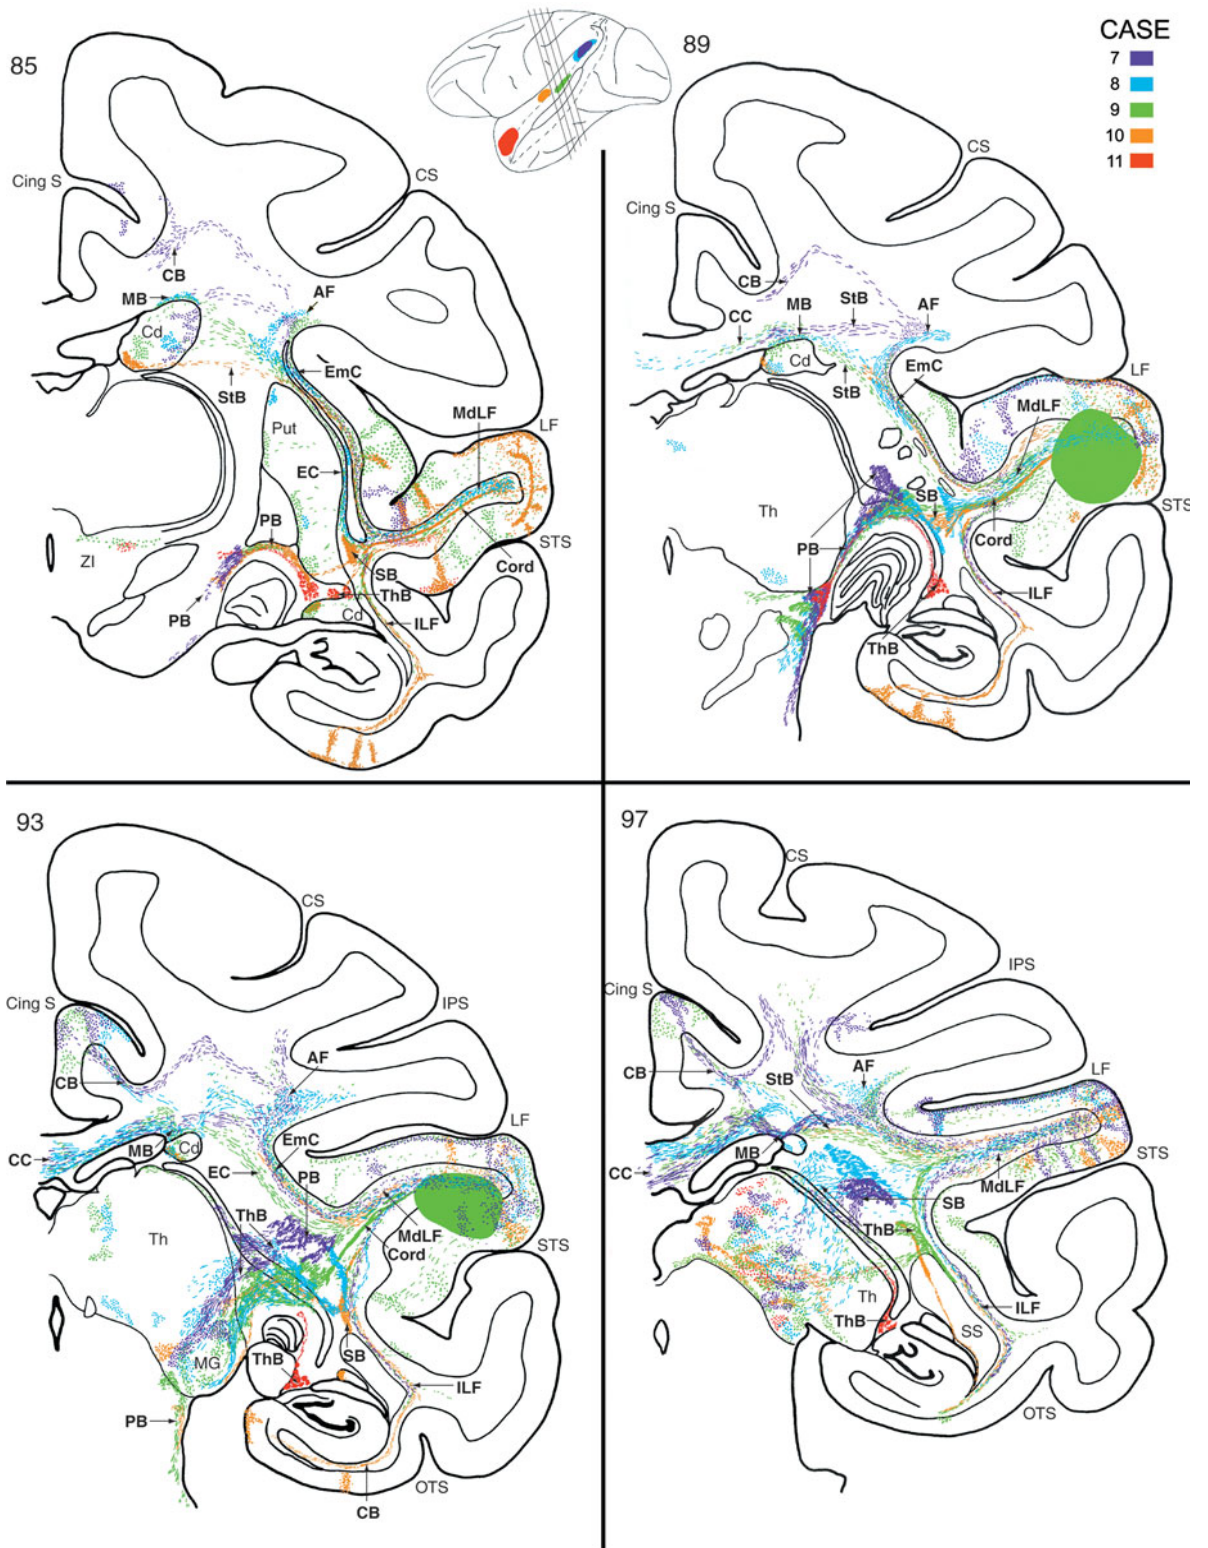 85
Cing S
CS
CB
MB
AF
Cd
EmC
StB
MdLF
LF
Put
EC
PB
STS
ZI
SB
Cord
ThB
PB
Cd
ILF
89
CASE
7
8
9
10
11
CS
Cing S
CB
MB
StB
AF
CC
Cd
EmC
LF
StB
MdLF
SB
STS
Th
Cord
PB
ILF
ThB
93
CS
Cing S
IPS
AF
CB
LF
EmC
MB
Cd
CC
EC
PB
ThB
MdLF
Th
Cord
STS
SB
MG
ThB
ILF
PB
OTS
CB
97
CS
IPS
Cing S
AF
CB
StB
LF
MB
STS
CC
MdLF
SB
ThB
Th
ILF
ThB
SS
OTS